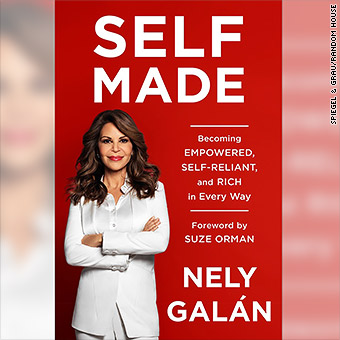 SELF
MADE
Becoming
EMPOWERED,
SELF-RELIANT,
and RICH
in Every Way
Foreword by
SUZE ORMAN
NELY
GALÁN
SPIEGEL & GRAU/RANDOM HOUSE